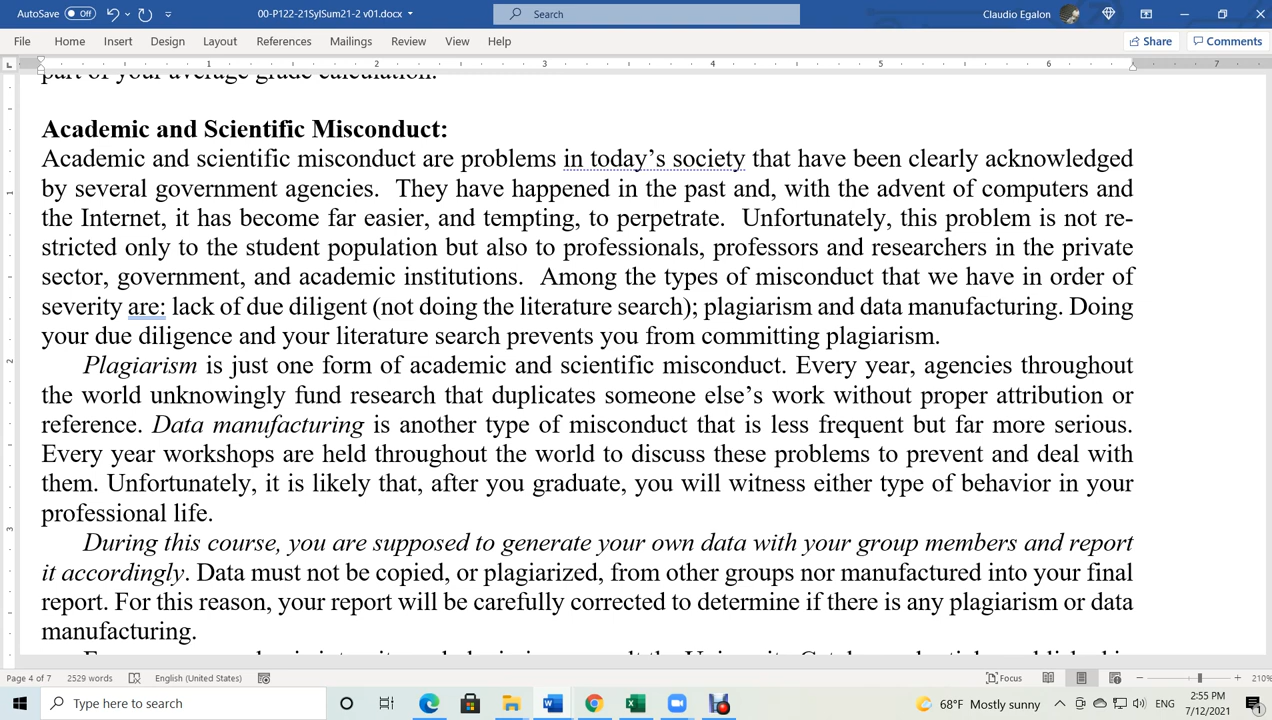 AutoSave Off 00-P122-21SylSum21-2 v01.docx Search Claudio Egalon
File Home Insert Design Layout References Mailings Review View Help Share Comments
1 2 3 4 5 6 7
part of your average grade calculation.
Academic and Scientific Misconduct:
Academic and scientific misconduct are problems in today's society that have been clearly acknowledged
by several government agencies. They have happened in the past and, with the advent of computers and
the Internet, it has become far easier, and tempting, to perpetrate. Unfortunately, this problem is not re-
stricted only to the student population but also to professionals, professors and researchers in the private
sector, government, and academic institutions. Among the types of misconduct that we have in order of
severity are: lack of due diligent (not doing the literature search); plagiarism and data manufacturing. Doing
your due diligence and your literature search prevents you from committing plagiarism.
Plagiarism is just one form of academic and scientific misconduct. Every year, agencies throughout
the world unknowingly fund research that duplicates someone else's work without proper attribution or
reference. Data manufacturing is another type of misconduct that is less frequent but far more serious.
Every year workshops are held throughout the world to discuss these problems to prevent and deal with
them. Unfortunately, it is likely that, after you graduate, you will witness either type of behavior in your
professional life.
During this course, you are supposed to generate your own data with your group members and report
it accordingly. Data must not be copied, or plagiarized, from other groups nor manufactured into your final
report. For this reason, your report will be carefully corrected to determine if there is any plagiarism or data
manufacturing.
Page 4 of 7 2529 words English (United States) Focus 210%
Type here to search 68°F Mostly sunny ENG 2:55 PM
7/12/2021